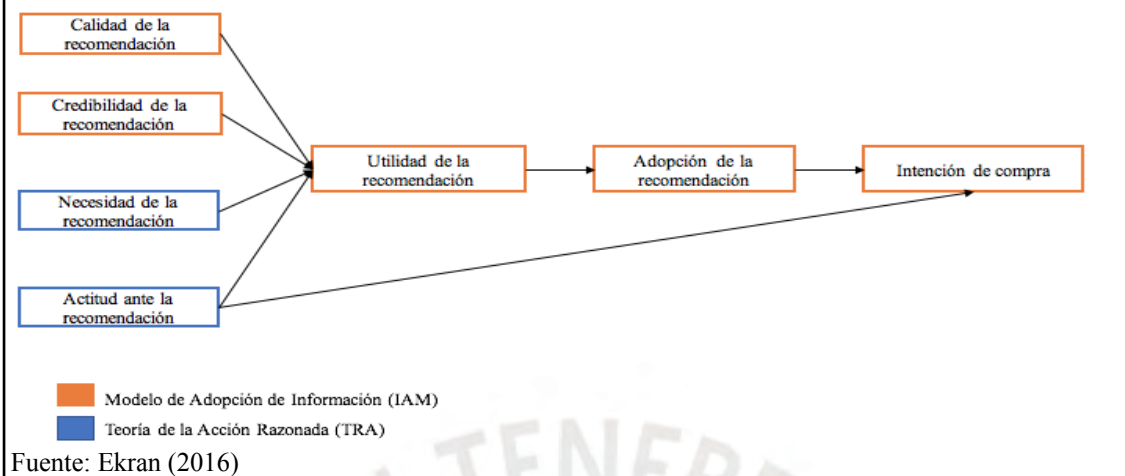 Calidad de la
recomendación
Credibilidad de la
recomendación
Utilidad de la
recomendación
Adopción de la
recomendación
Intención de compra
Necesidad de la
recomendación
Actitud ante la
recomendación
Modelo de Adopción de Información (IAM)
Teoría de la Acción Razonada (TRA)
Fuente: Ekran (2016)